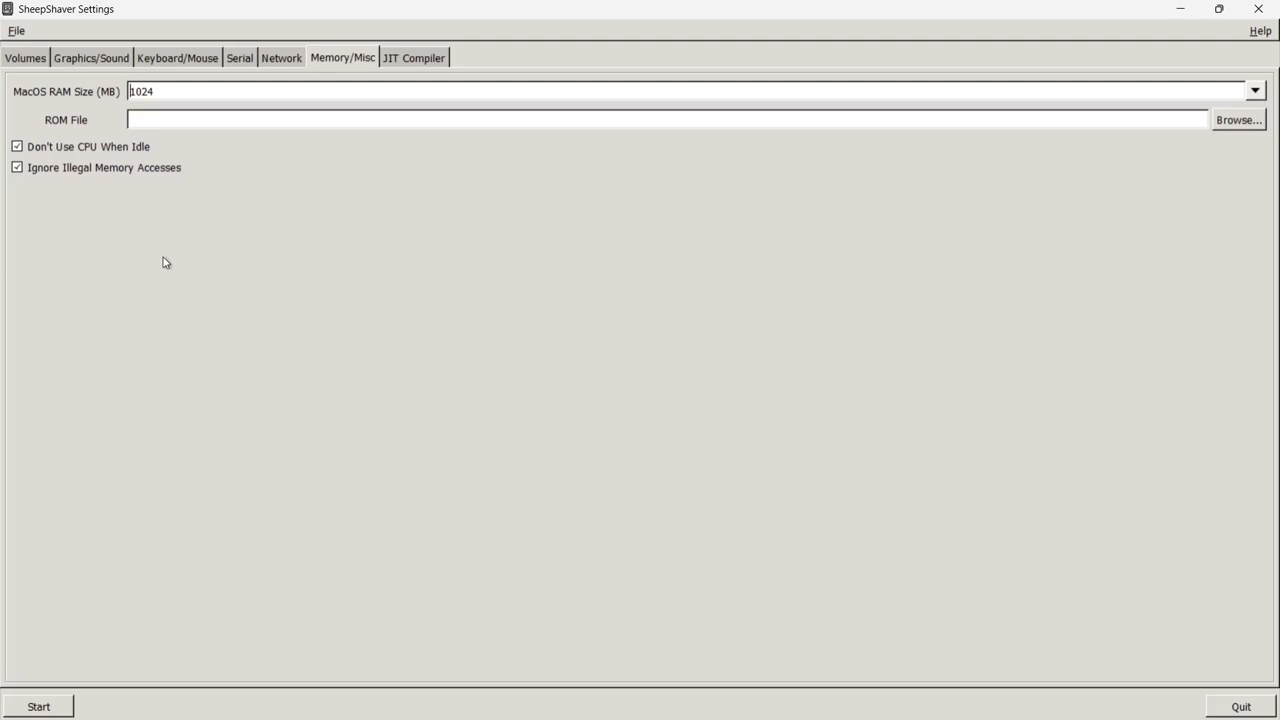 SheepShaver Settings
File Help
Volumes Graphics/Sound Keyboard/Mouse Serial Network Memory/Misc JIT Compiler
MacOS RAM Size (MB) 1024
ROM File Browse...
Don't Use CPU When Idle
Ignore Illegal Memory Accesses
Start Quit